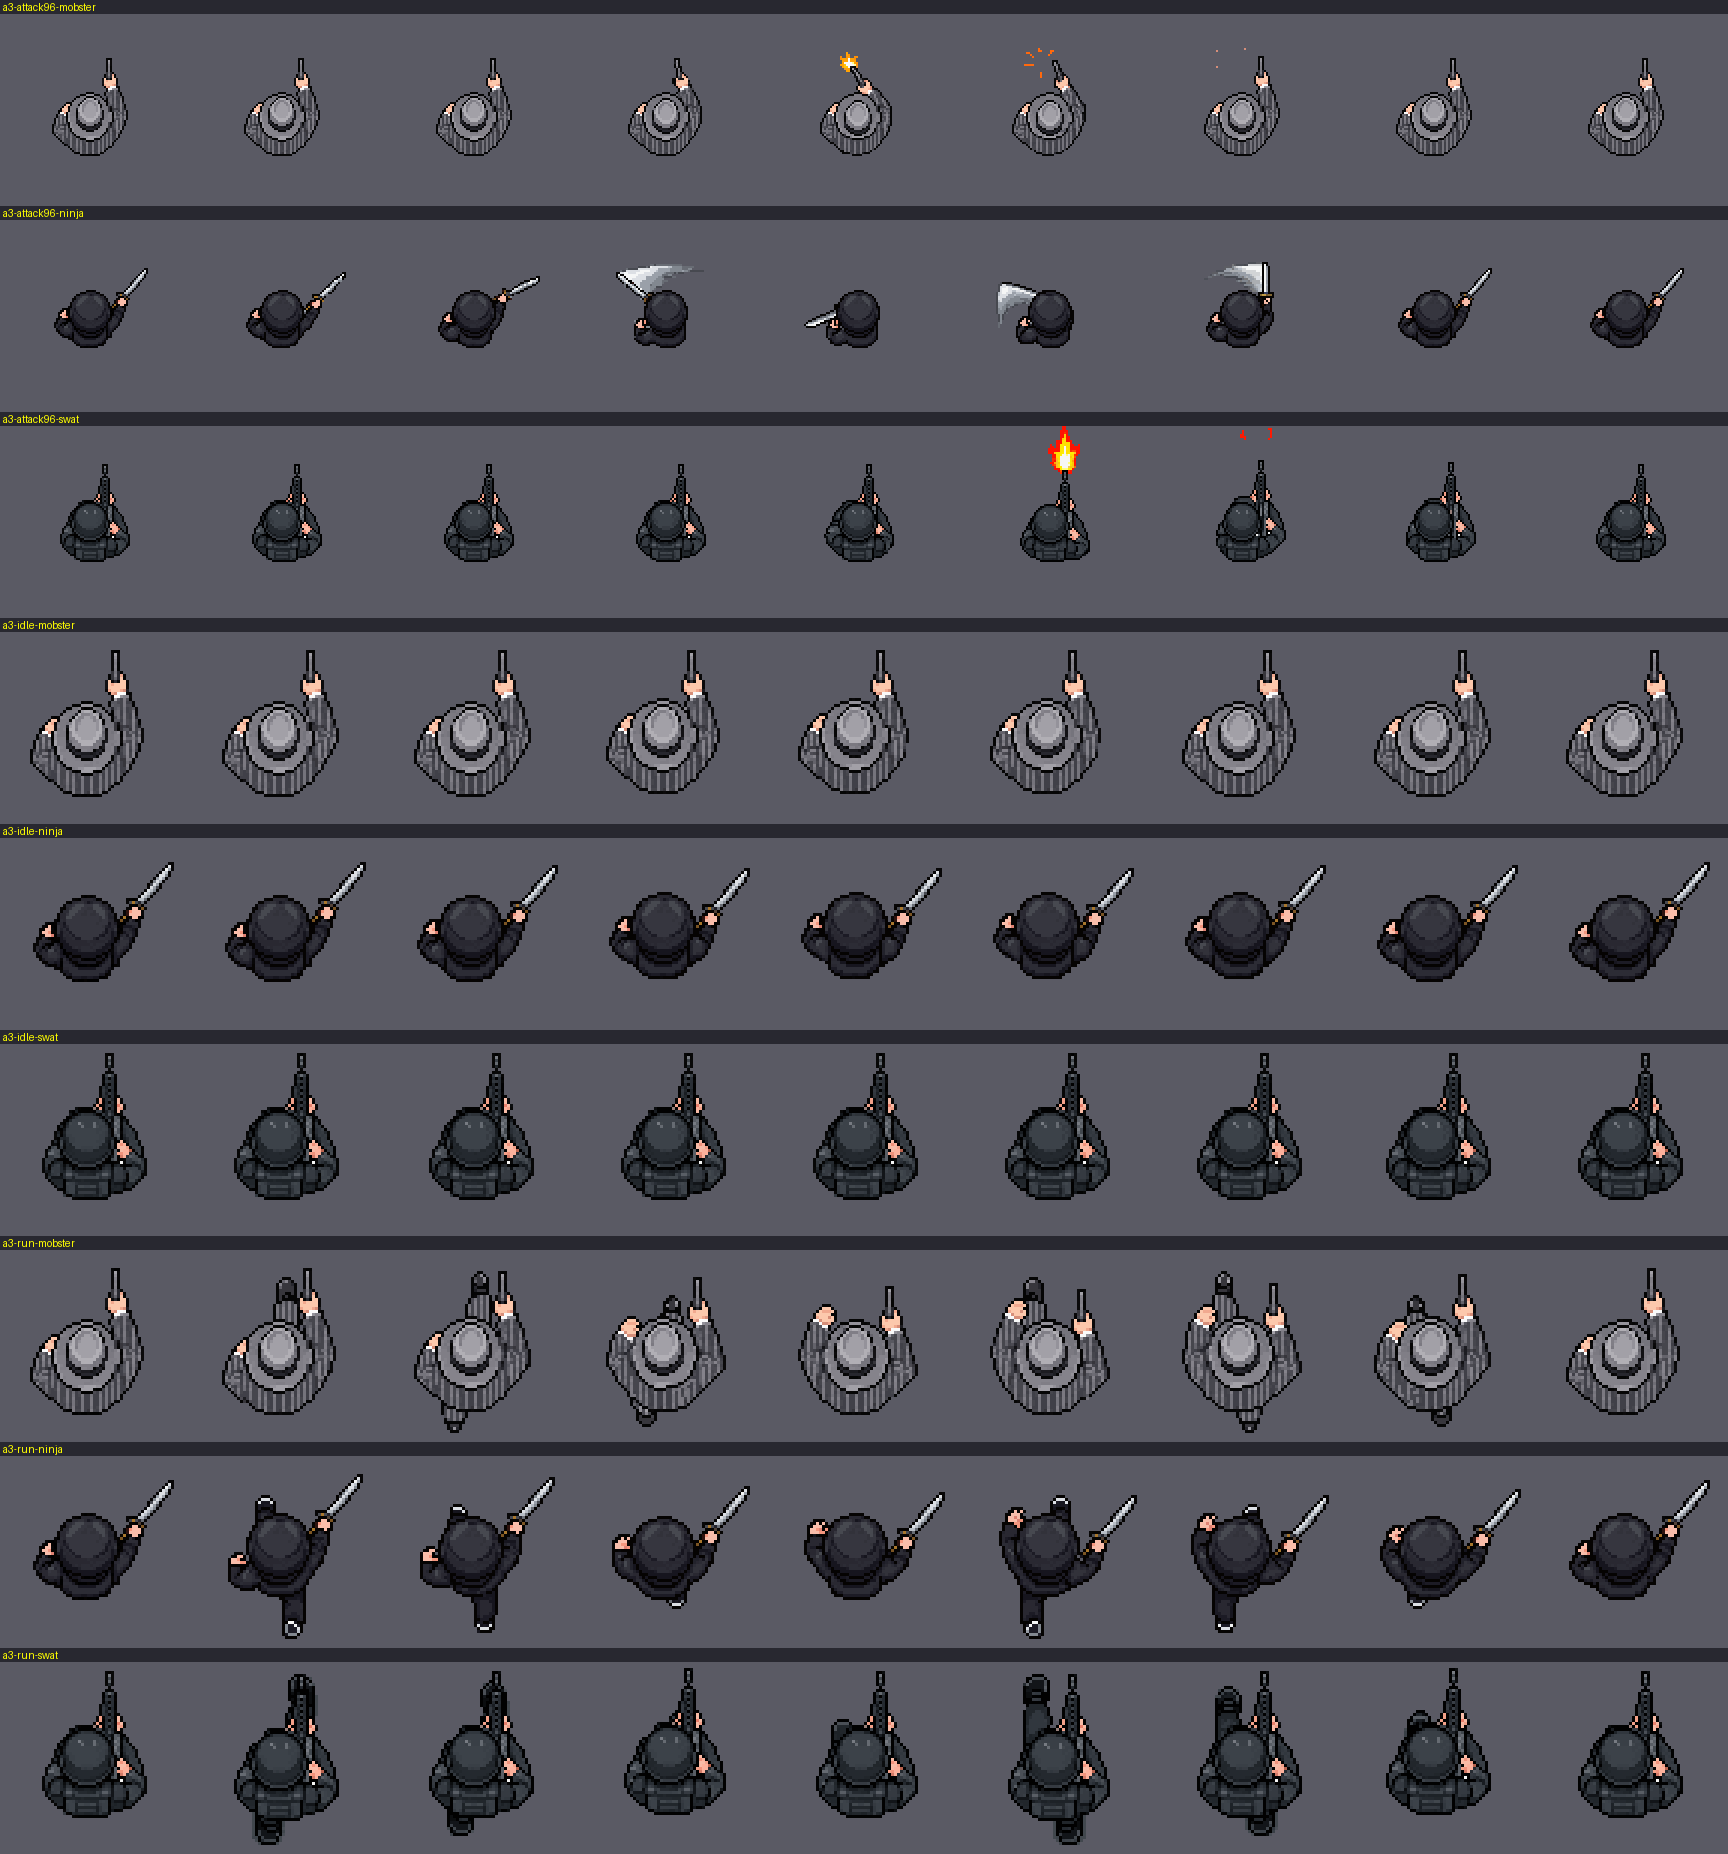 a3-attack96-mobster
a3-attack96-ninja
a3-attack96-swat
a3-idle-mobster
a3-idle-ninja
a3-idle-swat
a3-run-mobster
a3-run-ninja
a3-run-swat